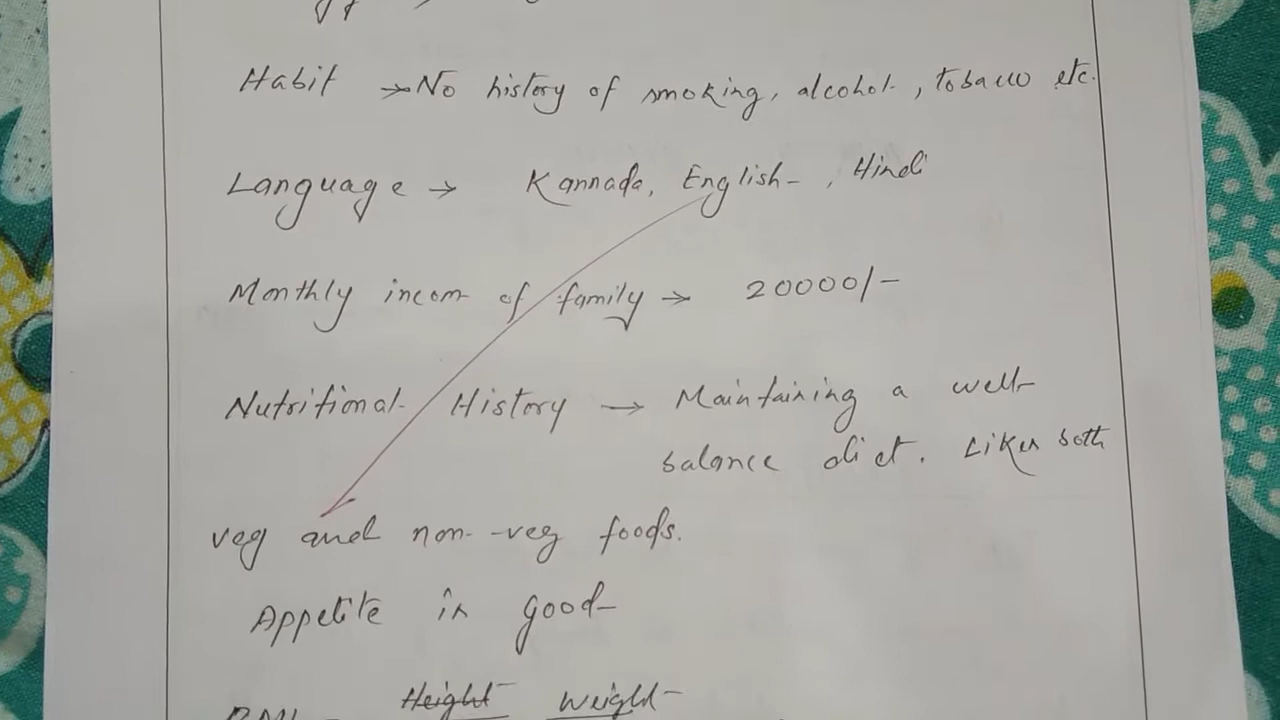 Habit → No history of smoking, alcohol, tobacco etc.
Language → Kannada, English, Hindi
Monthly incom of family → 20000/-
Nutritional History → Maintaining a well
balance diet. Likes both
veg and non-veg foods.
Appetite is good
BMI Height Weight